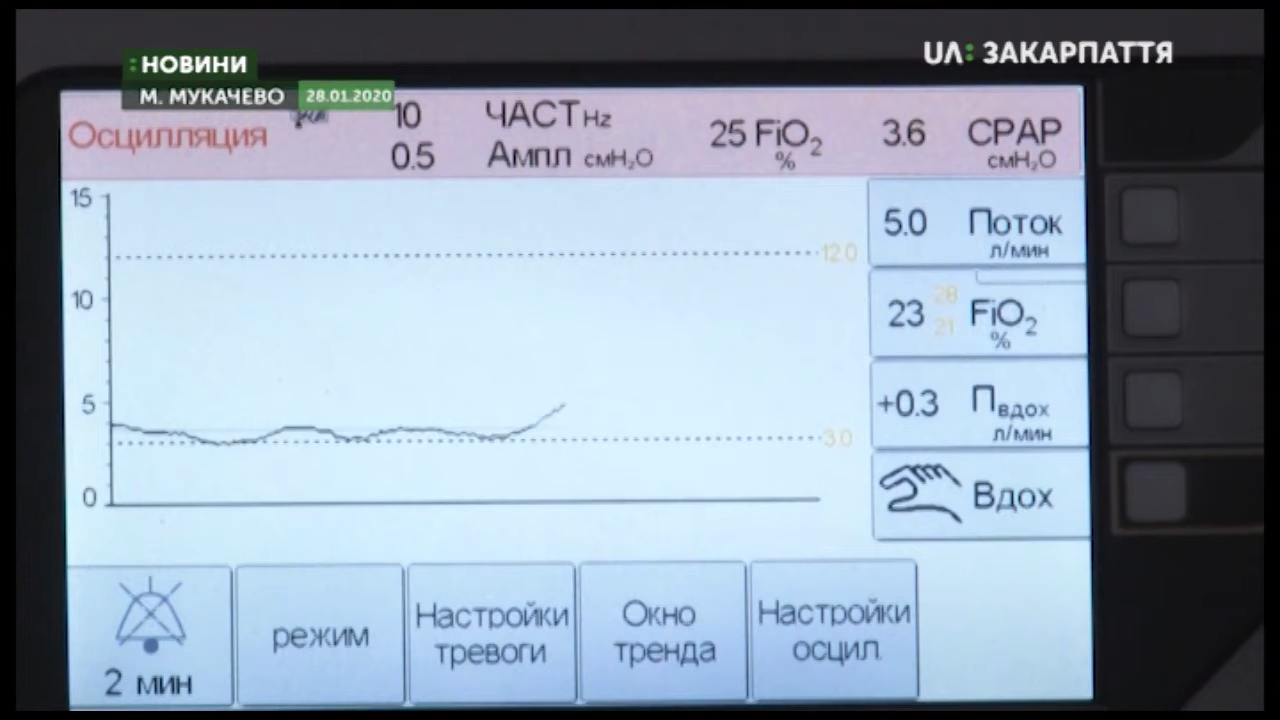 :НОВИНИ
М. МУКАЧЕВО 28.01.2020
UA: ЗАКАРПАТТЯ
Осцилляция
10 ЧАСТ Hz
0.5 Ампл смH₂O
25 FiO₂ %
3.6 CPAP смH₂O
15
10
5
0
12.0
3.0
5.0 Поток л/мин
23 28 21 FiO₂ %
+0.3 Пвдох л/мин
Вдох
2 мин
режим
Настройки
тревоги
Окно
тренда
Настройки
осцил